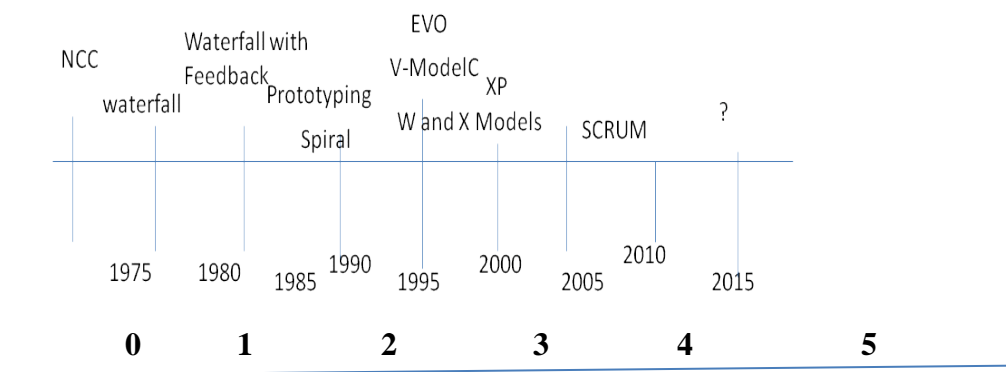 EVO
Waterfall with
Feedback
NCC
V-ModelC
XP
Prototyping
waterfall
?
W and X Models
SCRUM
Spiral
1975
1980
1985
1990
1995
2000
2005
2010
2015
0 1 2 3 4 5